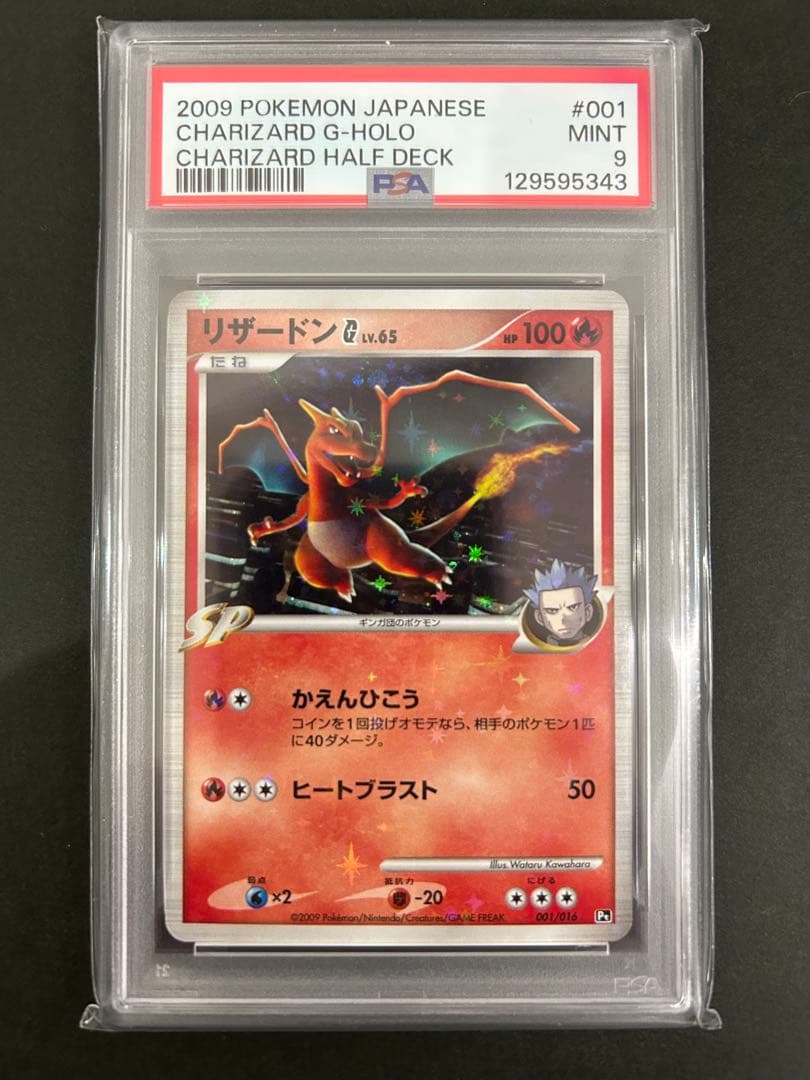 2009 POKEMON JAPANESE #001
CHARIZARD G-HOLO MINT
CHARIZARD HALF DECK 9
PSA 129595343
リザードン G LV.65 HP 100
たね
SP
ギンガ団のポケモン
かえんひこう
コインを1回投げオモテなら、相手のポケモン1匹
に40ダメージ。
ヒートブラスト 50
Illus. Wataru Kawahara
弱点 抵抗力 にげる
×2 -20
©2009 Pokémon/Nintendo/Creatures/GAME FREAK 001/016 Pt
PSA